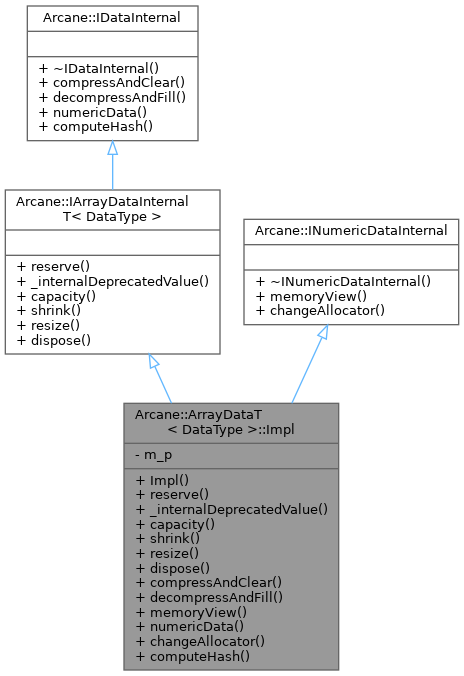 Arcane::IDataInternal
+ ~IDataInternal()
+ compressAndClear()
+ decompressAndFill()
+ numericData()
+ computeHash()
Arcane::IArrayDataInternal
T< DataType >
+ reserve()
+ _internalDeprecatedValue()
+ capacity()
+ shrink()
+ resize()
+ dispose()
Arcane::INumericDataInternal
+ ~INumericDataInternal()
+ memoryView()
+ changeAllocator()
Arcane::ArrayDataT
< DataType >::Impl
- m_p
+ Impl()
+ reserve()
+ _internalDeprecatedValue()
+ capacity()
+ shrink()
+ resize()
+ dispose()
+ compressAndClear()
+ decompressAndFill()
+ memoryView()
+ numericData()
+ changeAllocator()
+ computeHash()